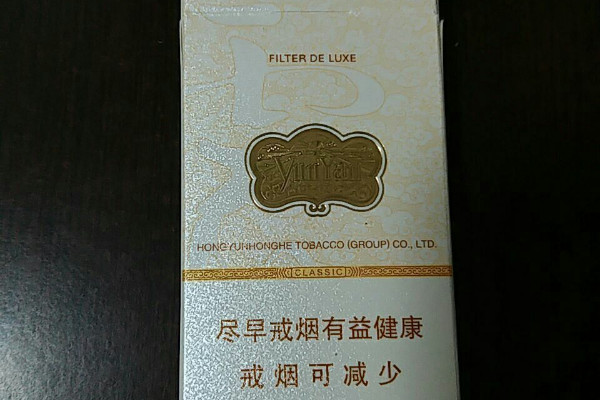 FILTER DE LUXE
YunYan
HONGYUNHONGHE TOBACCO (GROUP) CO., LTD.
CLASSIC
尽早戒烟有益健康
戒烟可减少